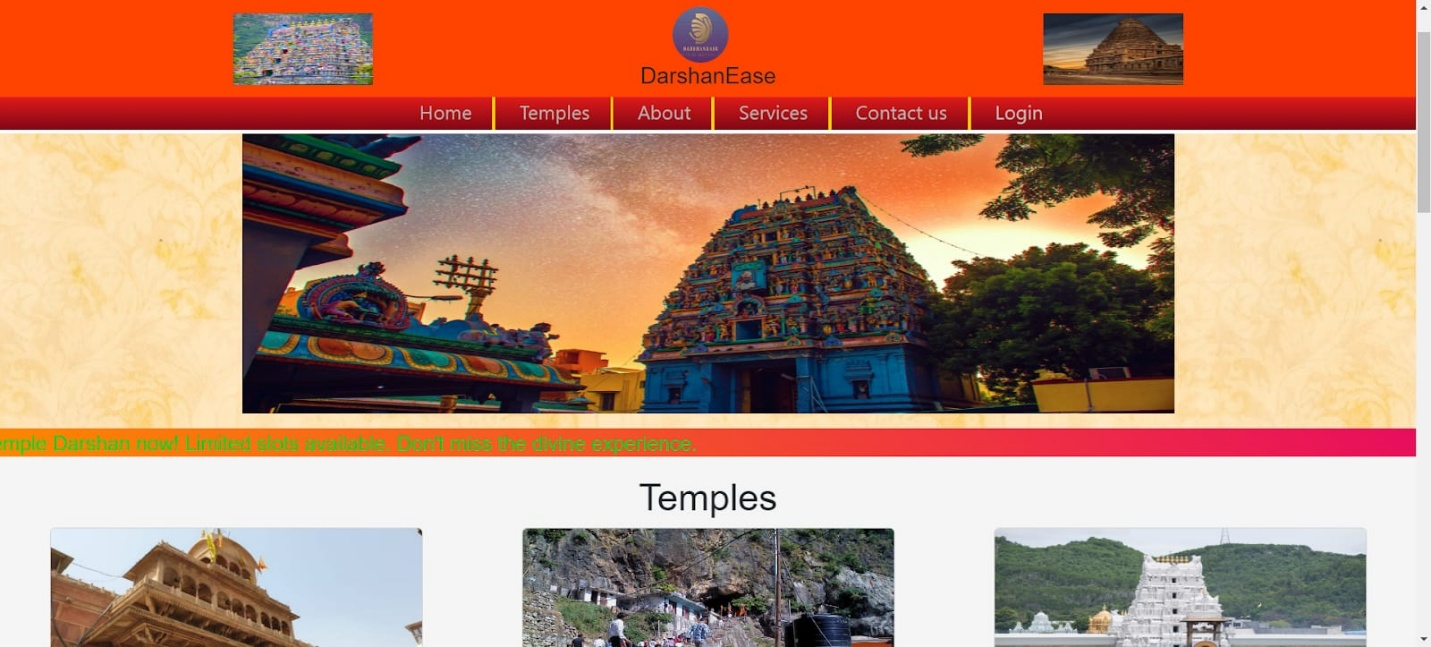 DARSHANEASE
DarshanEase
Home
Temples
About
Services
Contact us
Login
emple Darshan now! Limited slots available. Don't miss the divine experience.
Temples